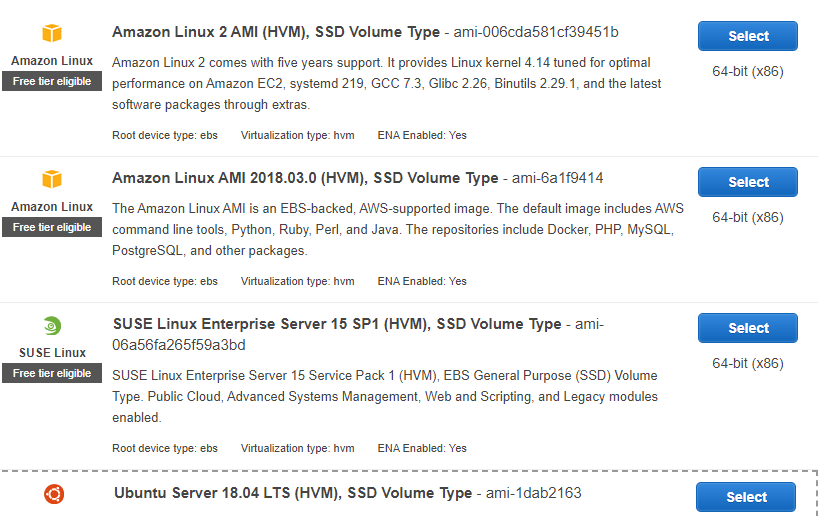 Amazon Linux 2 AMI (HVM), SSD Volume Type - ami-006cda581cf39451b
Select
Amazon Linux
Free tier eligible
Amazon Linux 2 comes with five years support. It provides Linux kernel 4.14 tuned for optimal
performance on Amazon EC2, systemd 219, GCC 7.3, Glibc 2.26, Binutils 2.29.1, and the latest
software packages through extras.
64-bit (x86)
Root device type: ebs Virtualization type: hvm ENA Enabled: Yes
Amazon Linux AMI 2018.03.0 (HVM), SSD Volume Type - ami-6a1f9414
Select
Amazon Linux
Free tier eligible
The Amazon Linux AMI is an EBS-backed, AWS-supported image. The default image includes AWS
command line tools, Python, Ruby, Perl, and Java. The repositories include Docker, PHP, MySQL,
PostgreSQL, and other packages.
64-bit (x86)
Root device type: ebs Virtualization type: hvm ENA Enabled: Yes
SUSE Linux Enterprise Server 15 SP1 (HVM), SSD Volume Type - ami-
06a56fa265f59a3bd
Select
SUSE Linux
Free tier eligible
SUSE Linux Enterprise Server 15 Service Pack 1 (HVM), EBS General Purpose (SSD) Volume
Type. Public Cloud, Advanced Systems Management, Web and Scripting, and Legacy modules
enabled.
64-bit (x86)
Root device type: ebs Virtualization type: hvm ENA Enabled: Yes
Ubuntu Server 18.04 LTS (HVM), SSD Volume Type - ami-1dab2163
Select